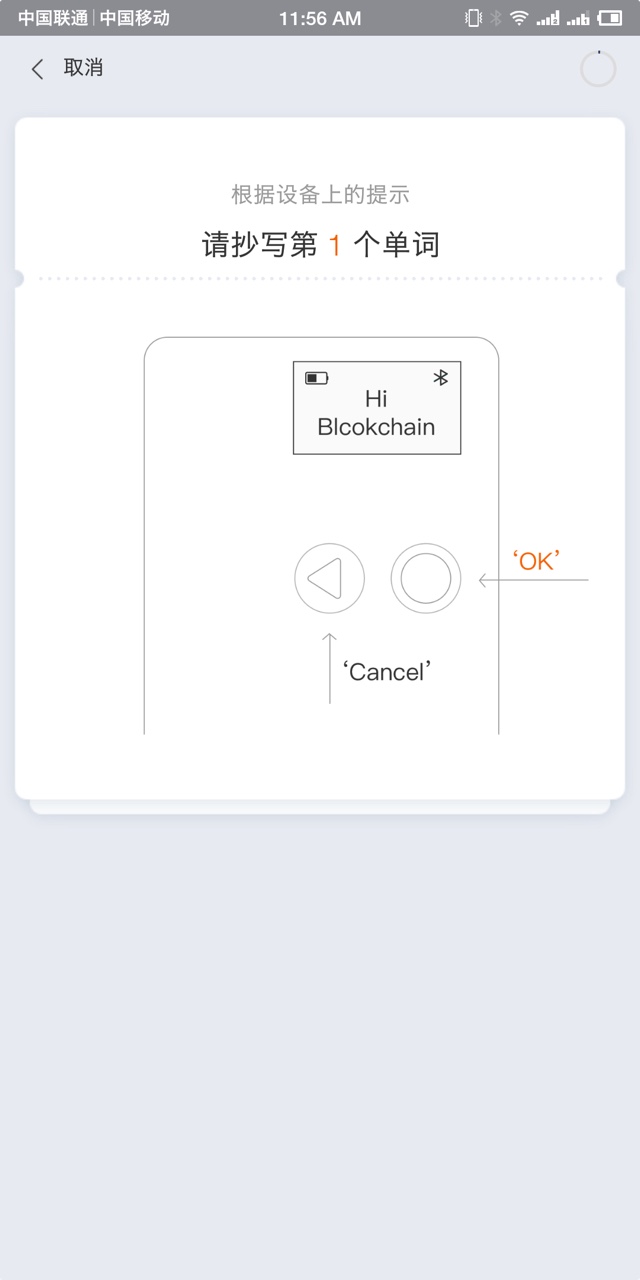 中国联通 | 中国移动 11:56 AM
取消
根据设备上的提示
请抄写第 1 个单词
Hi
Blcokchain
‘OK’
‘Cancel’